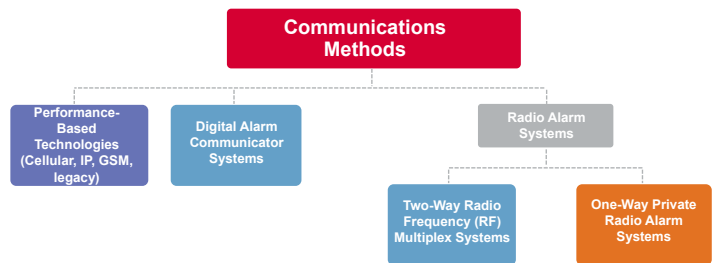 Communications
Methods
Performance-
Based
Technologies
(Cellular, IP, GSM,
legacy)
Digital Alarm
Communicator
Systems
Radio Alarm
Systems
Two-Way Radio
Frequency (RF)
Multiplex Systems
One-Way Private
Radio Alarm
Systems